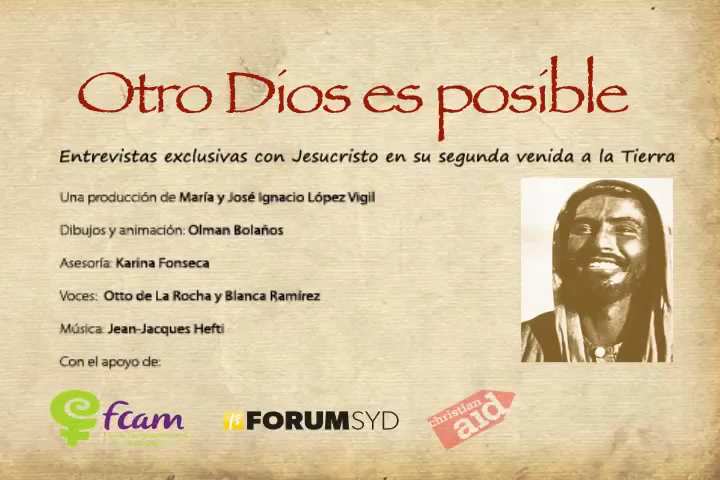 Otro Dios es posible
Entrevistas exclusivas con Jesucristo en su segunda venida a la Tierra
Una producción de María y José Ignacio López Vigil
Dibujos y animación: Olman Bolaños
Asesoría: Karina Fonseca
Voces: Otto de La Rocha y Blanca Ramírez
Música: Jean-Jacques Hefti
Con el apoyo de:
fcam
FORUMSYD
christian
aid